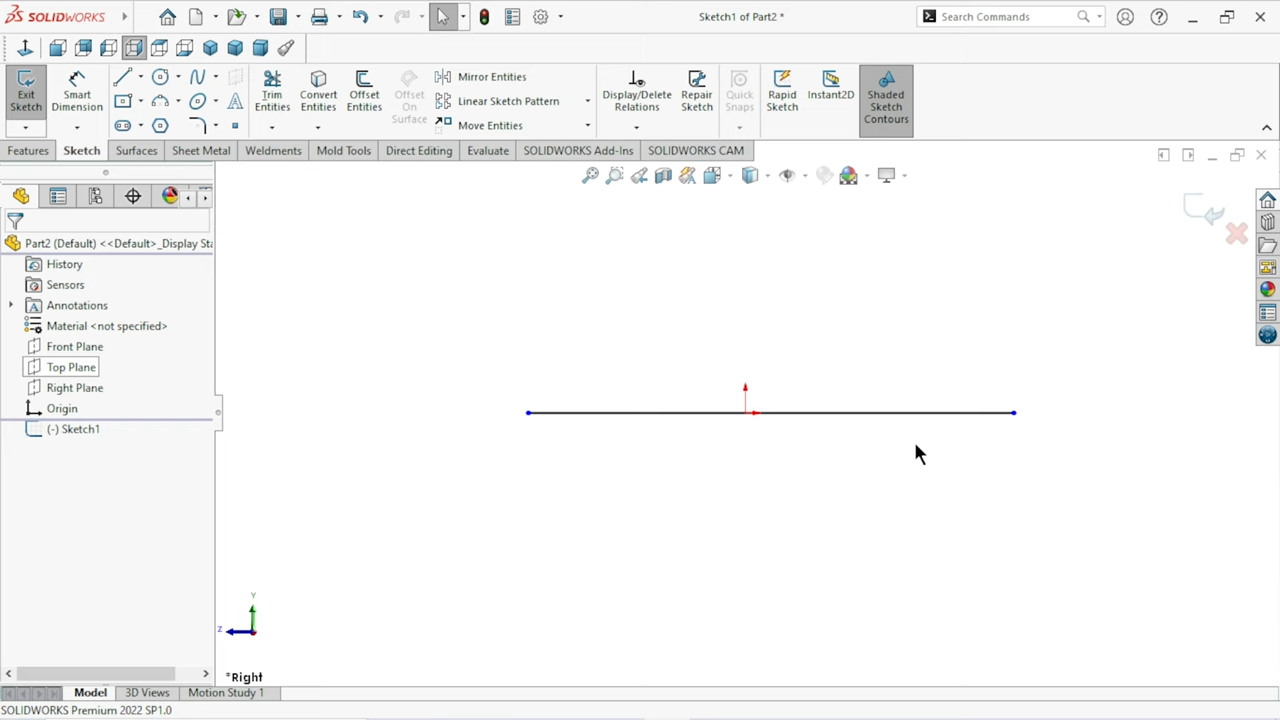 SOLIDWORKS
Sketch1 of Part2 *
Search Commands
Exit Sketch
Smart Dimension
Trim Entities
Convert Entities
Offset Entities
Offset On Surface
Mirror Entities
Linear Sketch Pattern
Move Entities
Display/Delete Relations
Repair Sketch
Quick Snaps
Rapid Sketch
Instant2D
Shaded Sketch Contours
Features
Sketch
Surfaces
Sheet Metal
Weldments
Mold Tools
Direct Editing
Evaluate
SOLIDWORKS Add-Ins
SOLIDWORKS CAM
Part2 (Default) <<Default>_Display Sta
History
Sensors
Annotations
Material <not specified>
Front Plane
Top Plane
Right Plane
Origin
(-) Sketch1
Y
Z
*Right
Model
3D Views
Motion Study 1
SOLIDWORKS Premium 2022 SP1.0